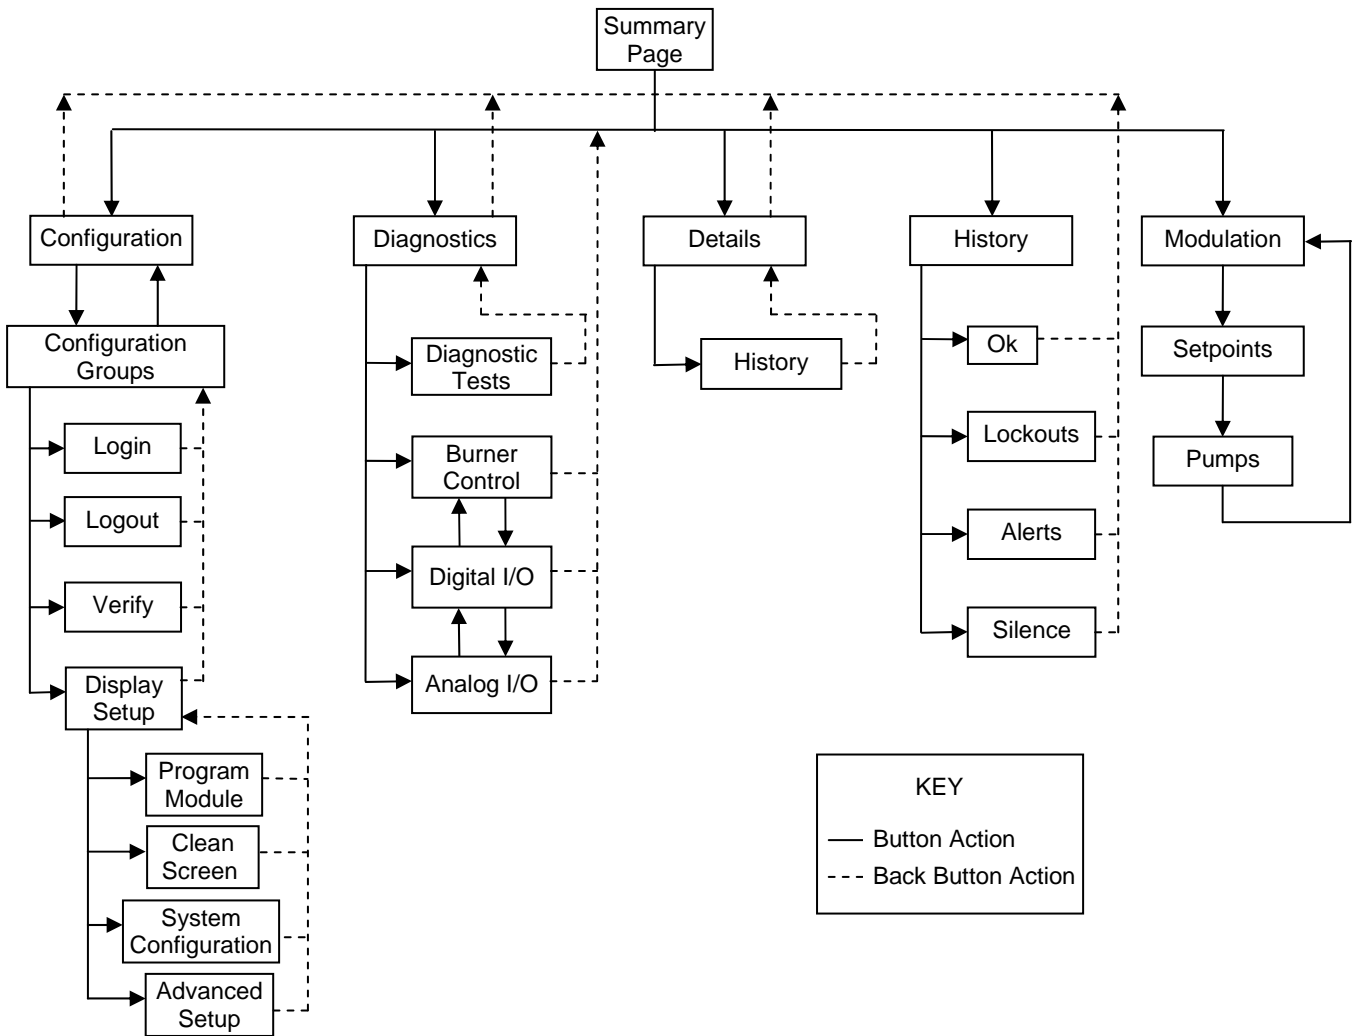 Summary
Page
Configuration
Diagnostics
Details
History
Modulation
Configuration
Groups
Login
Logout
Verify
Display
Setup
Program
Module
Clean
Screen
System
Configuration
Advanced
Setup
Diagnostic
Tests
Burner
Control
Digital I/O
Analog I/O
History
Ok
Lockouts
Alerts
Silence
Setpoints
Pumps
KEY
Button Action
Back Button Action